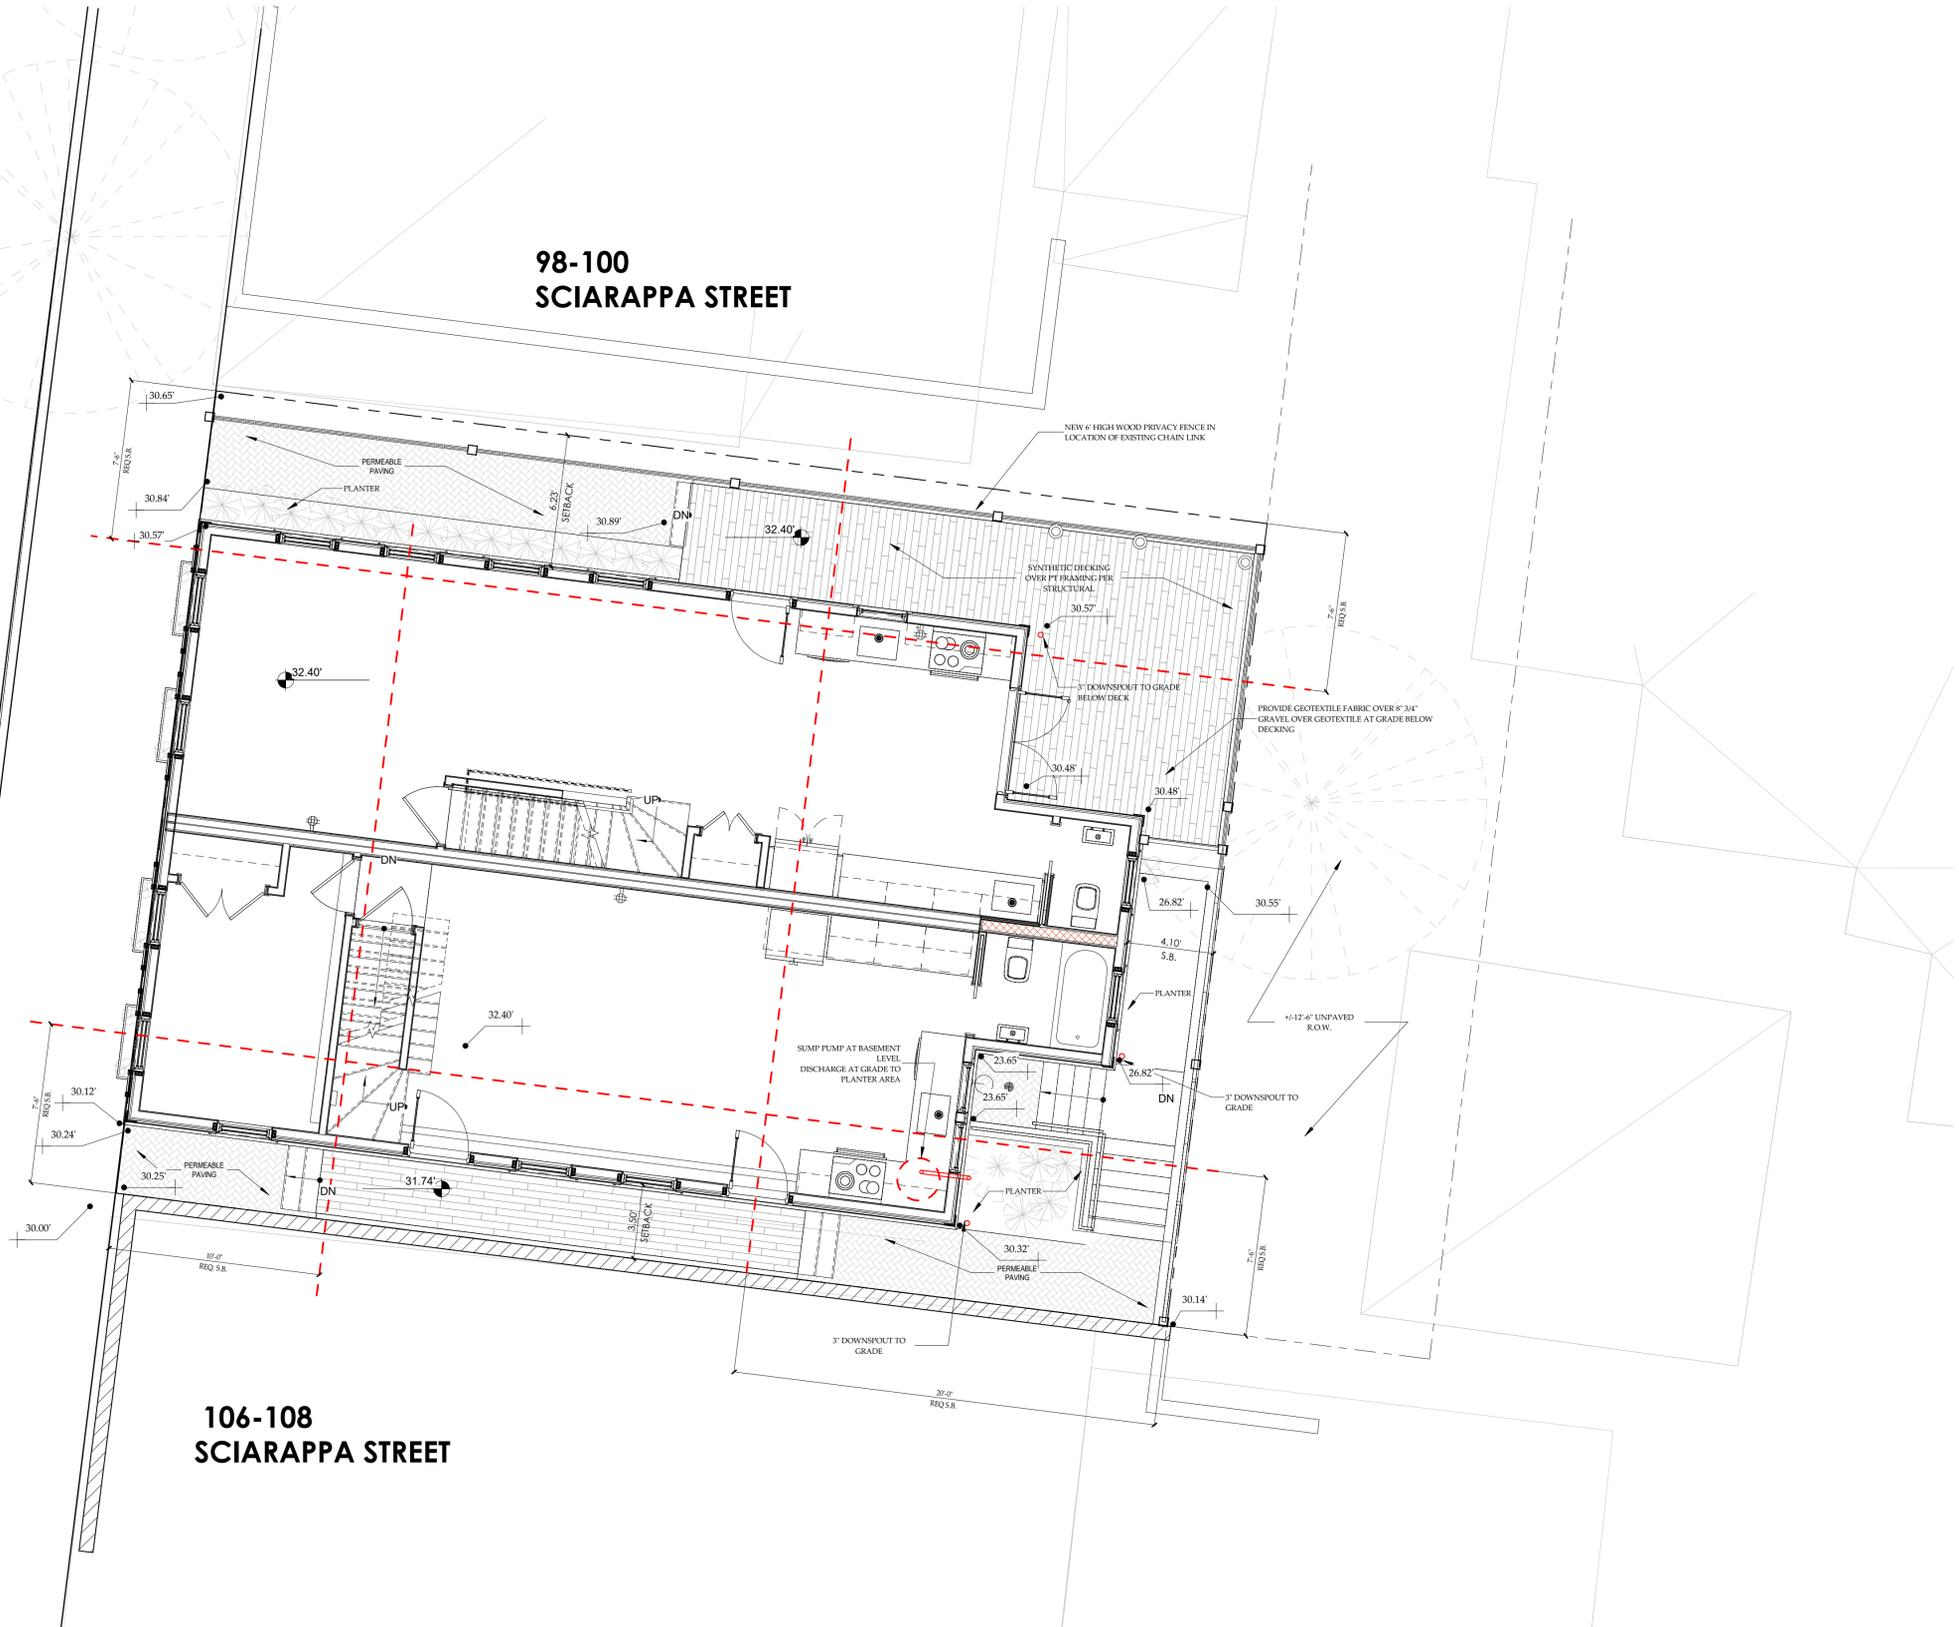 98-100
SCIARAPPA STREET
30.65'
NEW 6' HIGH WOOD PRIVACY FENCE IN
LOCATION OF EXISTING CHAIN LINK
7'-6"
REQ S.B.
PERMEABLE
PAVING
PLANTER
30.84'
6.23'
SETBACK
30.89'
DN
32.40'
30.57'
SYNTHETIC DECKING
OVER PT FRAMING PER
STRUCTURAL
30.57'
7'-6"
REQ S.B.
32.40'
3" DOWNSPOUT TO GRADE
BELOW DECK
PROVIDE GEOTEXTILE FABRIC OVER 8" 3/4"
GRAVEL OVER GEOTEXTILE AT GRADE BELOW
DECKING
30.48'
30.48'
UP
DN
26.82'
30.55'
4.10'
S.B.
PLANTER
32.40'
+/-12'-6" UNPAVED
R.O.W.
SUMP PUMP AT BASEMENT
LEVEL
DISCHARGE AT GRADE TO
PLANTER AREA
23.65'
26.82'
23.65'
DN
3" DOWNSPOUT TO
GRADE
7'-6"
REQ S.B.
30.12'
UP
30.24'
PERMEABLE
PAVING
30.25'
DN
31.74'
PLANTER
3.50'
SETBACK
30.00'
30.32'
PERMEABLE
PAVING
7'-6"
REQ S.B.
10'-0"
REQ. S.B.
30.14'
3" DOWNSPOUT TO
GRADE
20'-0"
REQ S.B.
106-108
SCIARAPPA STREET